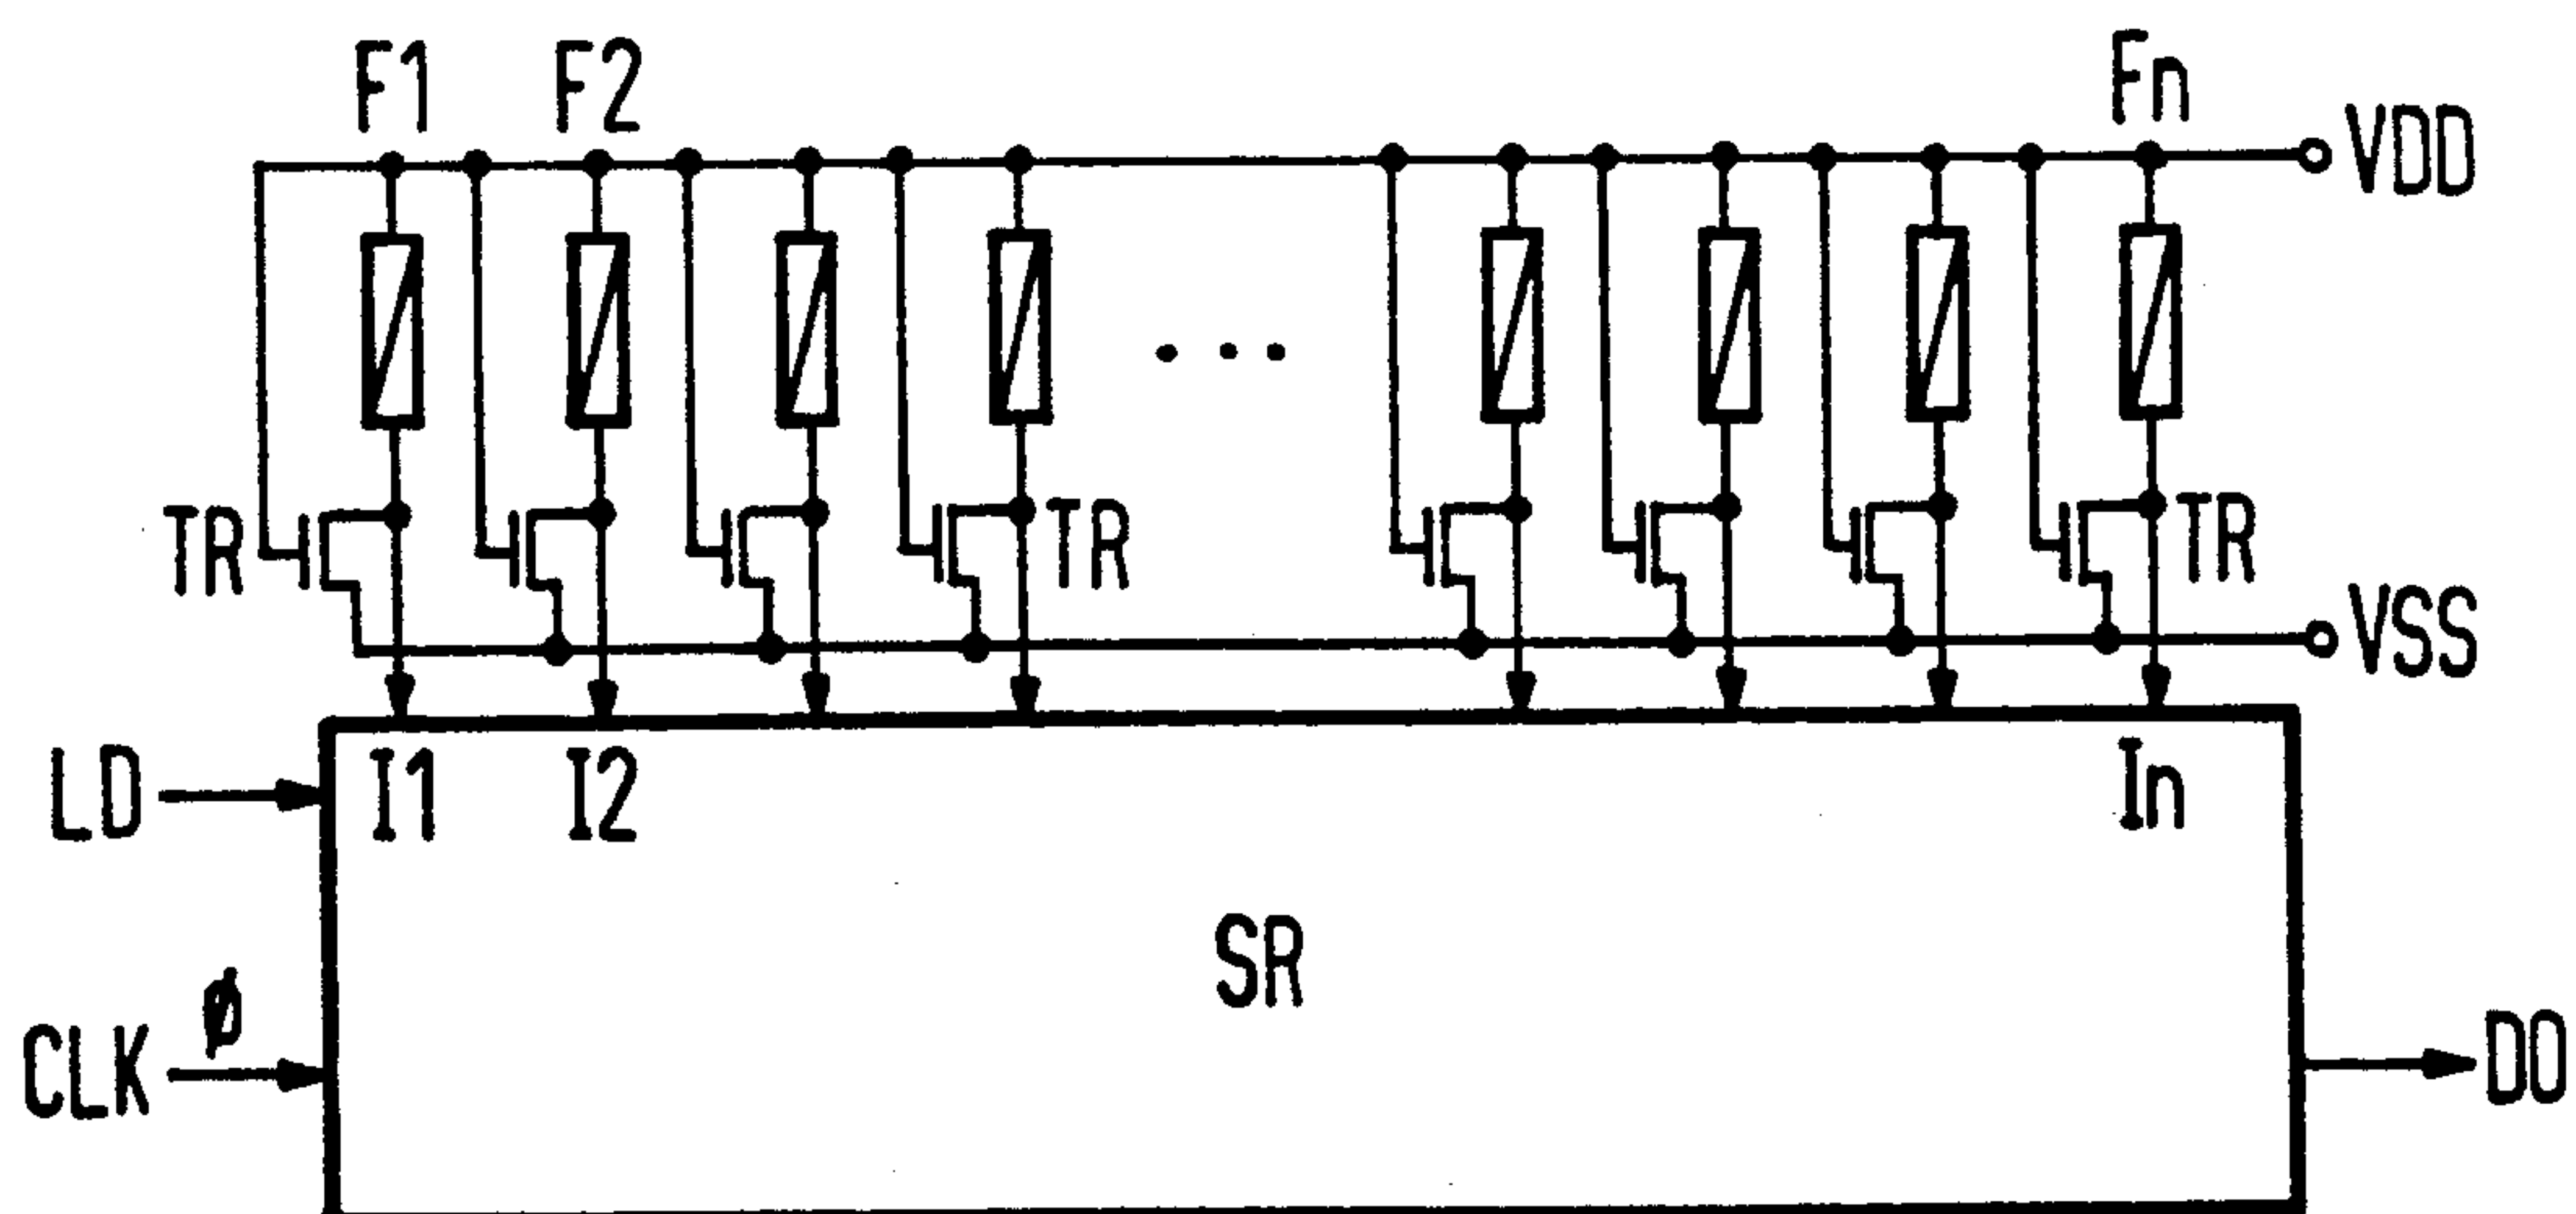 F1 F2 Fn
VDD
TR TR TR
VSS
LD I1 I2 In
SR
ø
CLK DO